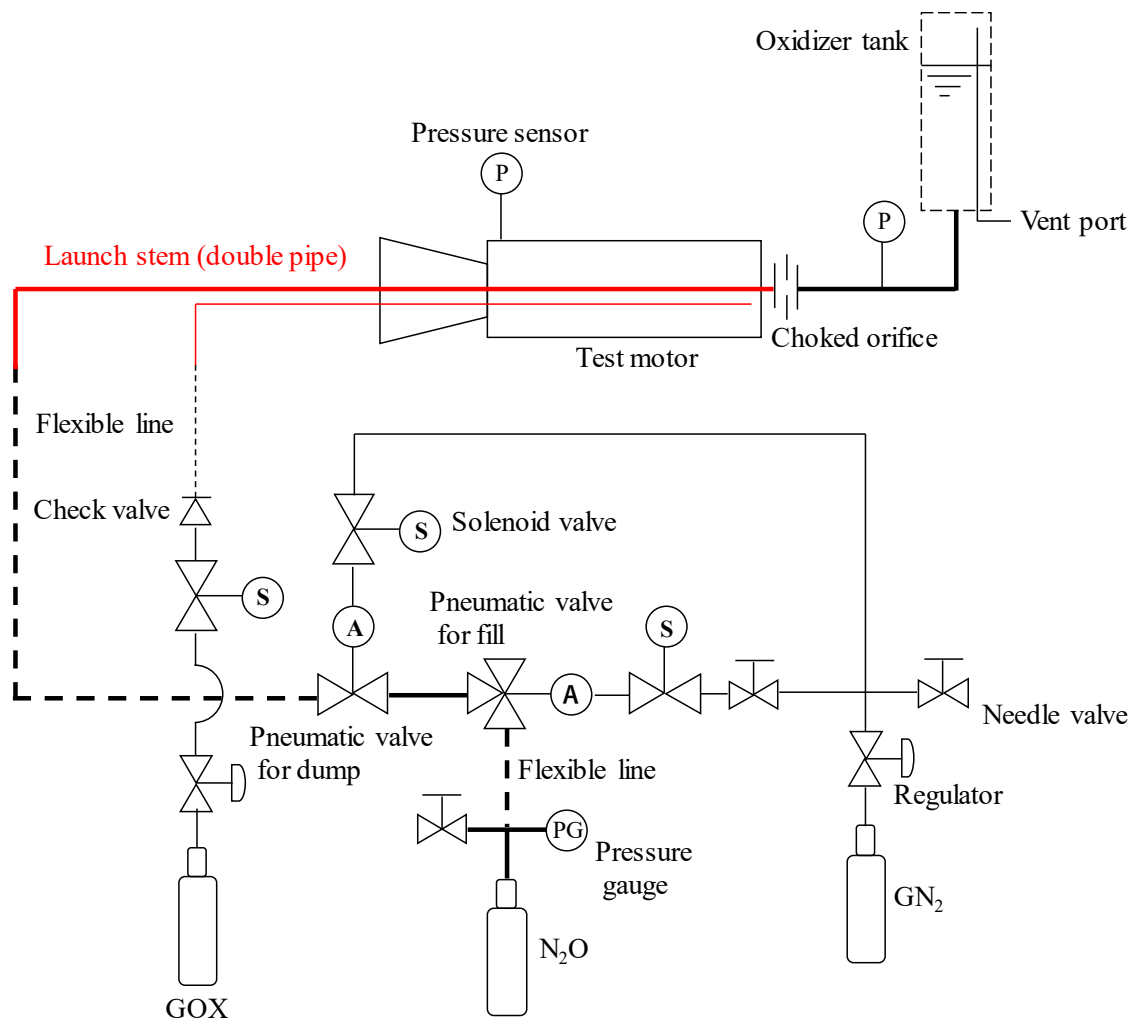 Oxidizer tank
Pressure sensor
P
P
Vent port
Launch stem (double pipe)
Choked orifice
Test motor
Flexible line
Check valve
S
Solenoid valve
S
Pneumatic valve
for fill
A
S
A
Needle valve
Pneumatic valve
for dump
Flexible line
Regulator
PG
Pressure
gauge
GN₂
N₂O
GOX